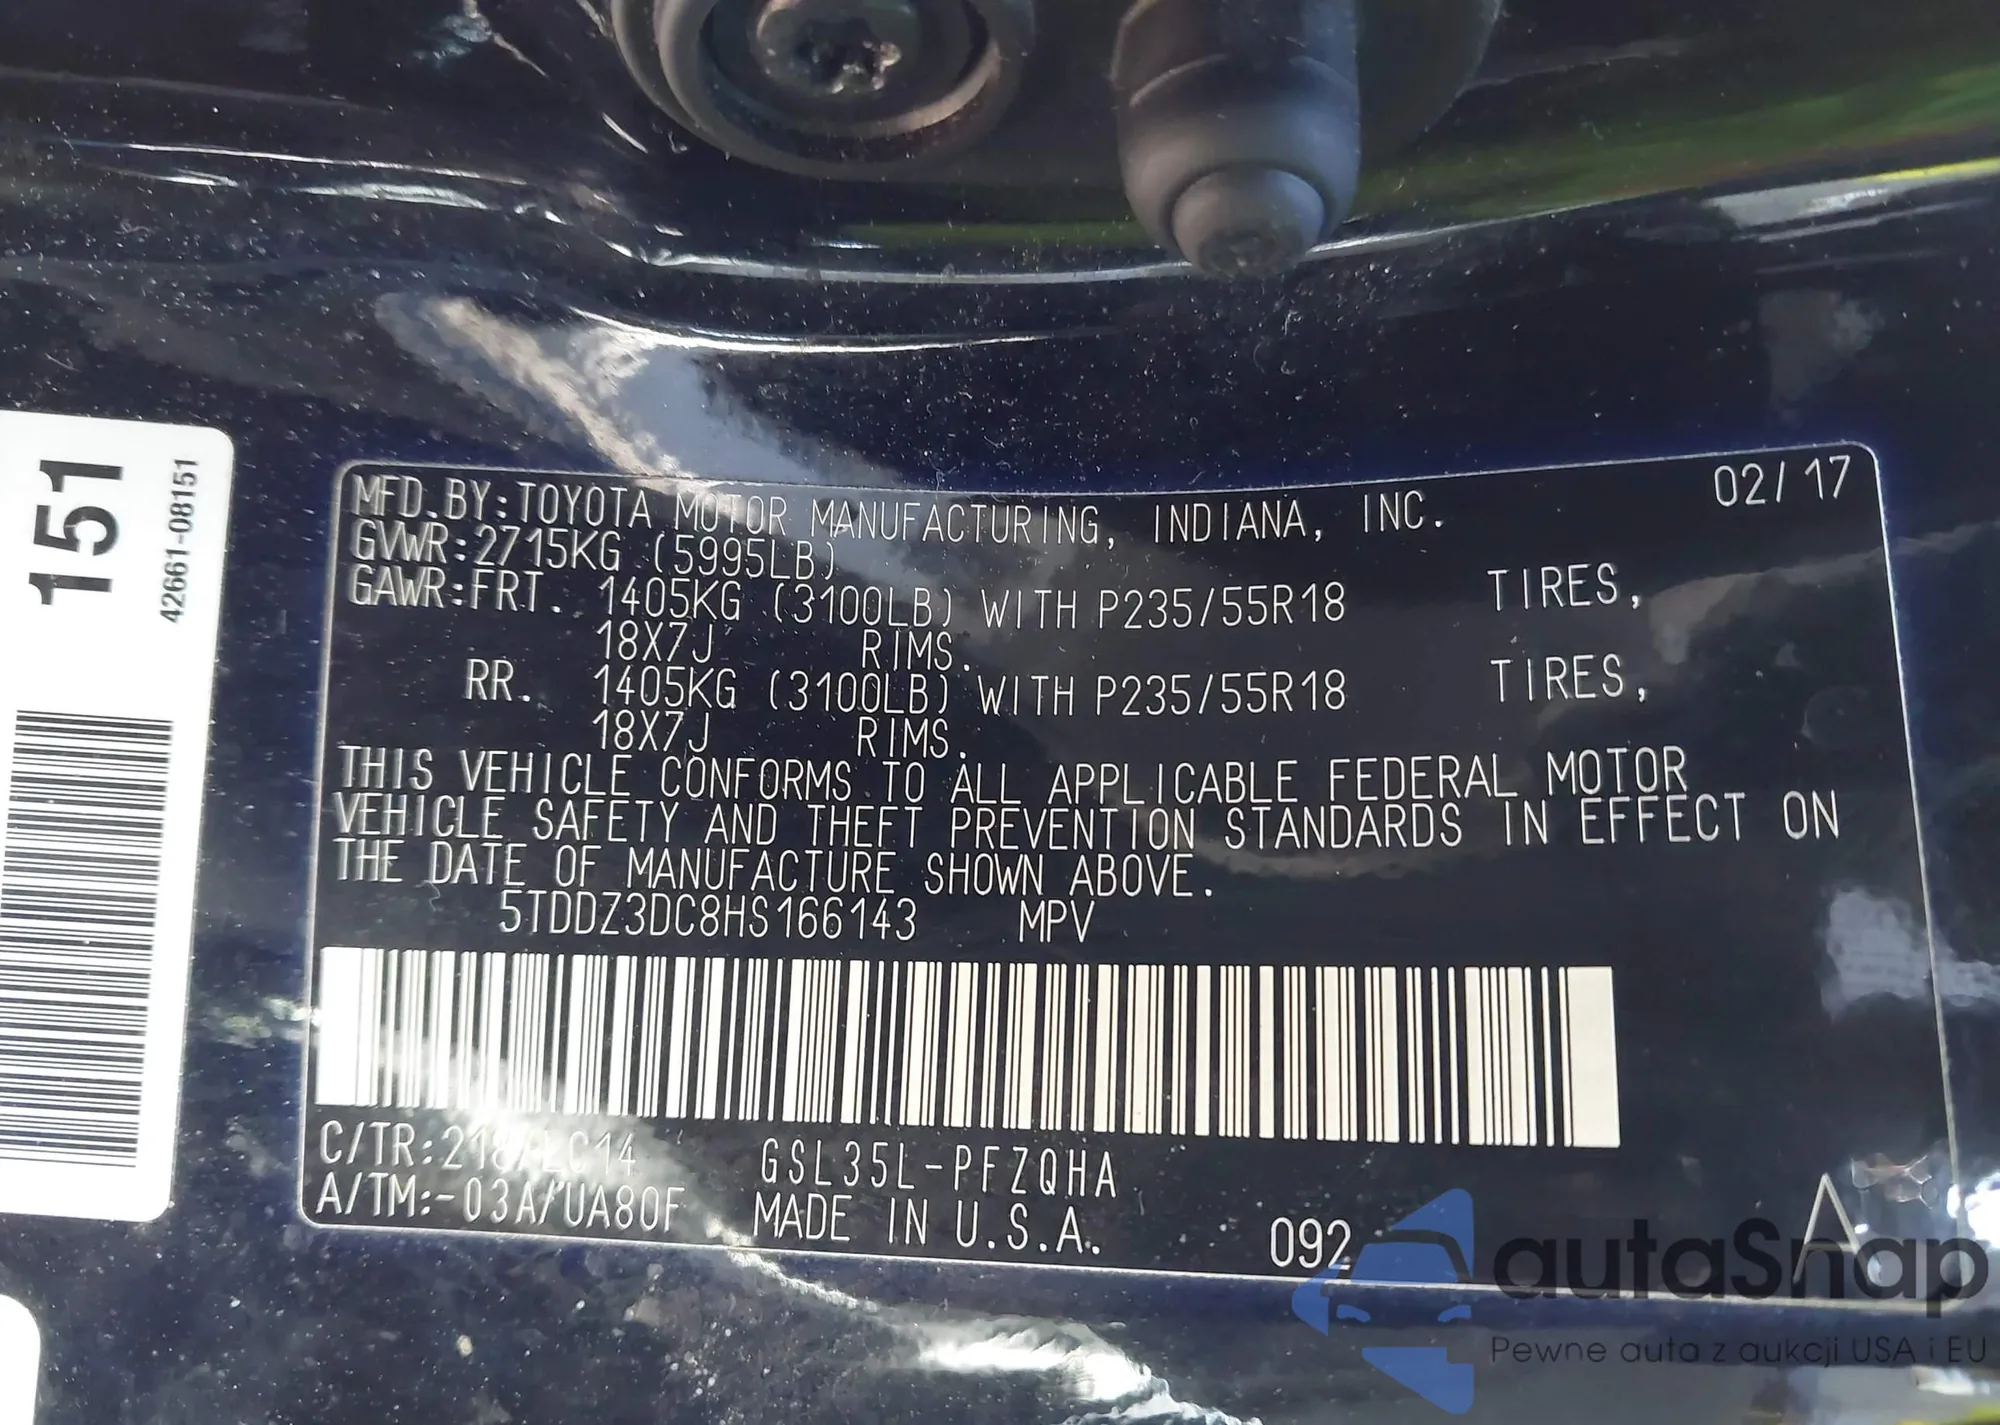 151
42661-08151
MFD.BY:TOYOTA MOTOR MANUFACTURING, INDIANA, INC. 02/17
GVWR:2715KG (5995LB)
GAWR:FRT. 1405KG (3100LB) WITH P235/55R18 TIRES,
18X7J RIMS.
RR. 1405KG (3100LB) WITH P235/55R18 TIRES,
18X7J RIMS.
THIS VEHICLE CONFORMS TO ALL APPLICABLE FEDERAL MOTOR
VEHICLE SAFETY AND THEFT PREVENTION STANDARDS IN EFFECT ON
THE DATE OF MANUFACTURE SHOWN ABOVE.
5TDDZ3DC8HS166143 MPV
C/TR:218/LC14 GSL35L-PFZQHA
A/TM:-03A/UA80F MADE IN U.S.A. 092 A
autaSnap
Pewne auta z aukcji USA i EU